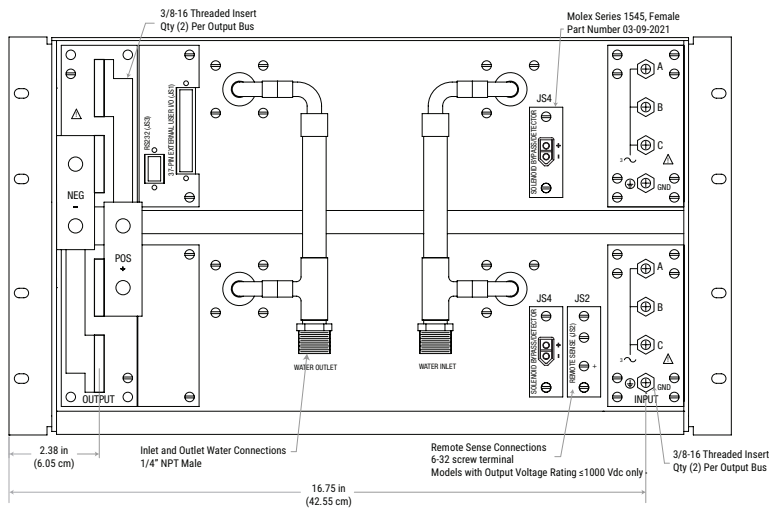 3/8-16 Threaded Insert
Qty (2) Per Output Bus
Molex Series 1545, Female
Part Number 03-09-2021
RS232 (JS3)
37-PIN EXTERNAL USER I/O (JS1)
NEG
-
POS
+
JS4
SOLENOID BYPASS/DETECTOR
+
-
A
B
C
3
GND
JS4
SOLENOID BYPASS/DETECTOR
+
-
JS2
REMOTE SENSE (JS2)
-
+
A
B
C
3
GND
WATER OUTLET
WATER INLET
OUTPUT
INPUT
2.38 in
(6.05 cm)
Inlet and Outlet Water Connections
1/4" NPT Male
Remote Sense Connections
6-32 screw terminal
Models with Output Voltage Rating ≤1000 Vdc only
3/8-16 Threaded Insert
Qty (2) Per Output Bus
16.75 in
(42.55 cm)